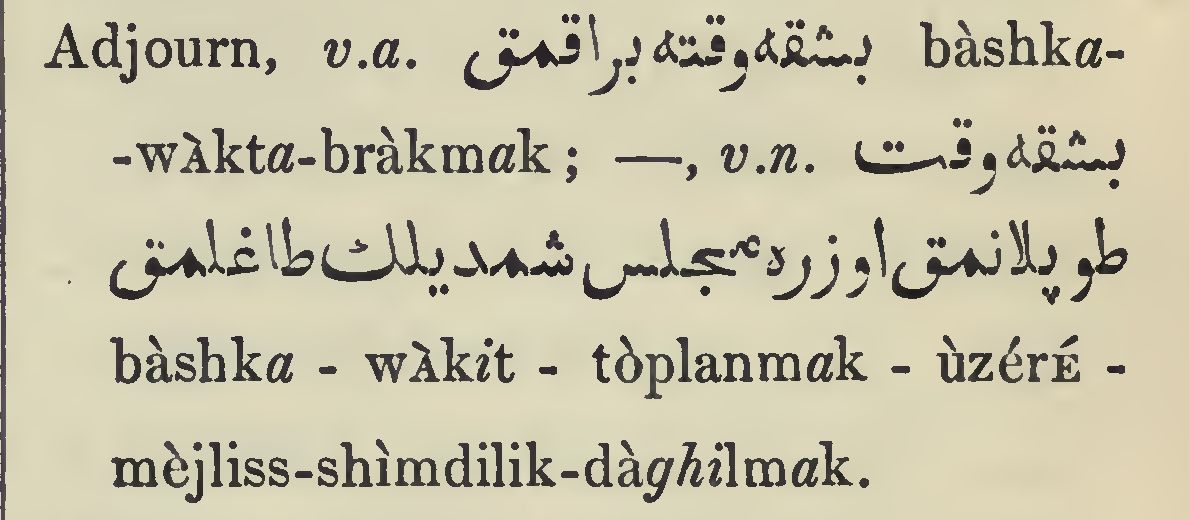 Adjourn, v.a. بشقه وقته براقمق bàshka-
-wÀkta-bràkmak; —, v.n. بشقه وقت
طوپلانمق اوزره مجلس شمديلك طاغلمق
bàshka - wÀkit - tòplanmak - ùzérÉ -
mèjliss-shìmdilik-dàghilmak.